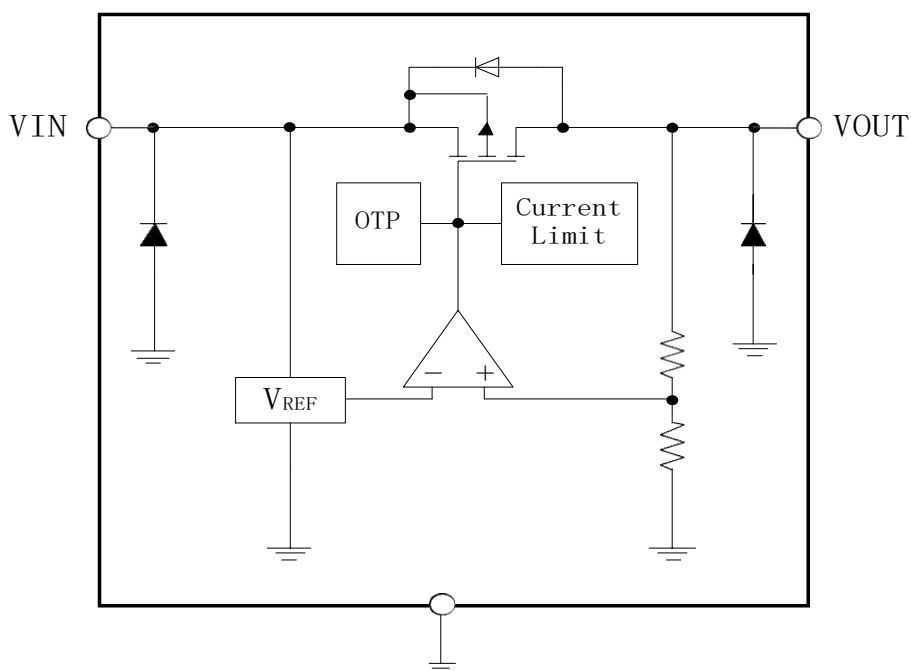 VIN
VOUT
OTP
Current
Limit
− +
VREF